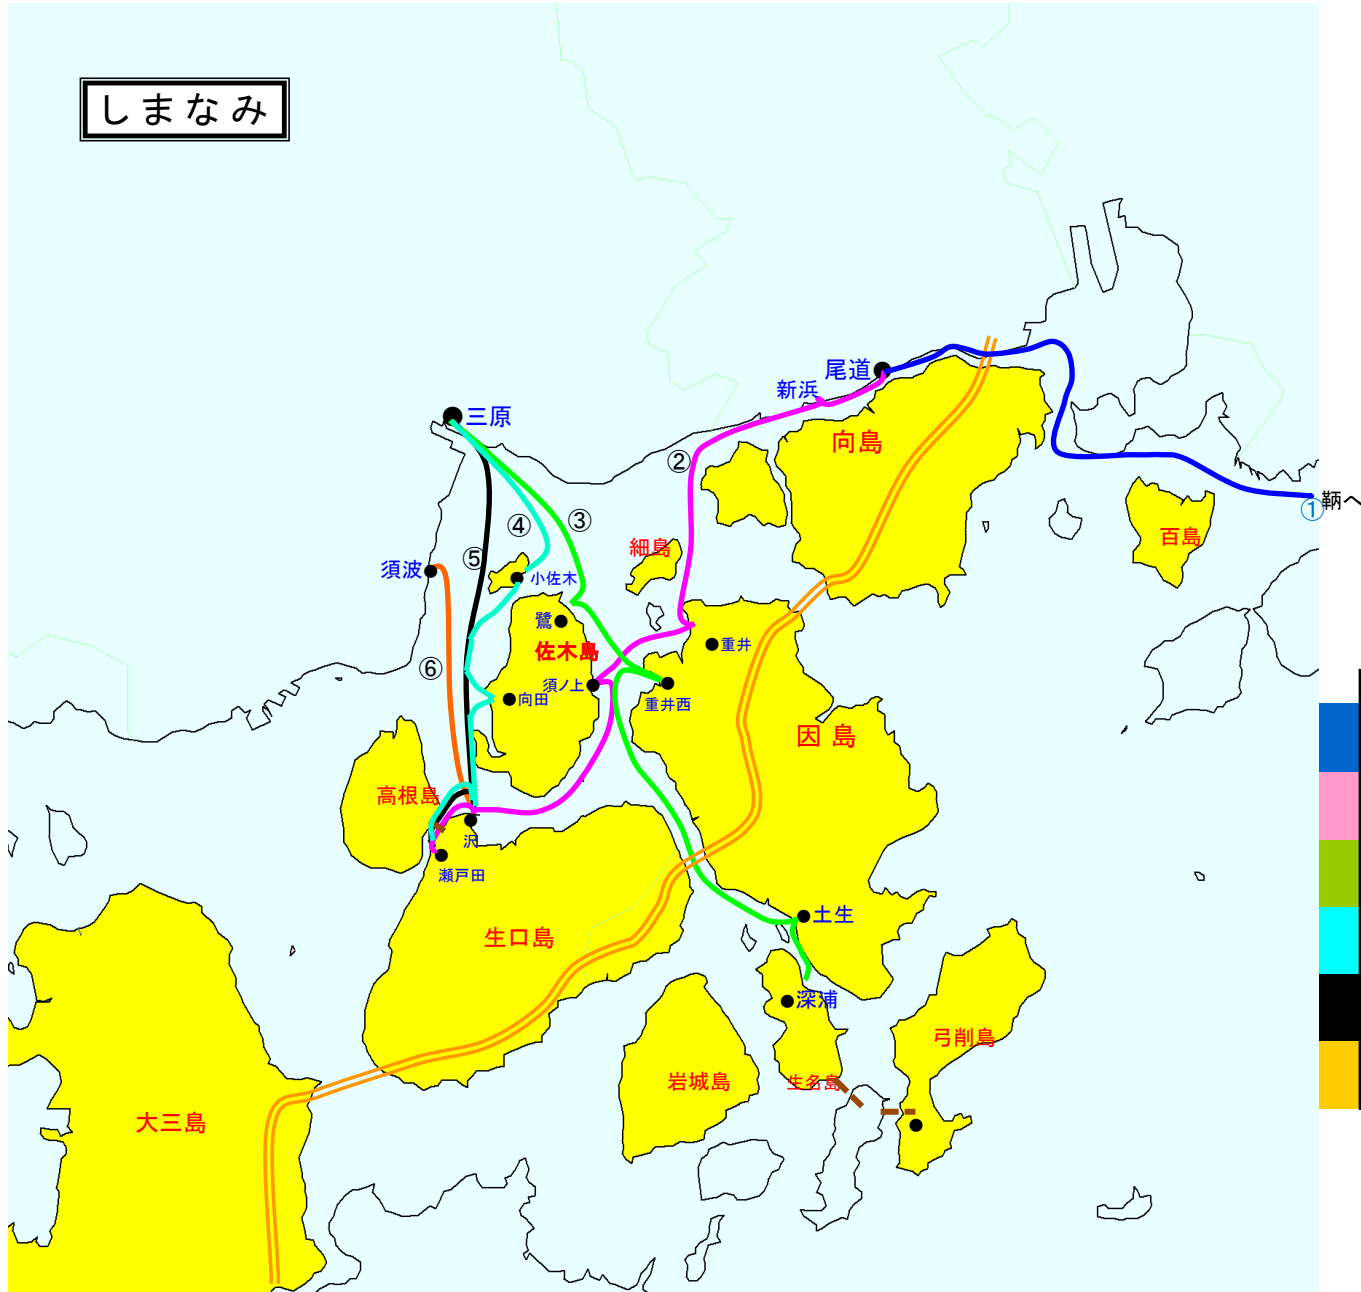 しまなみ
尾道
新浜
三原
向島
②
鞆へ
①
④
③
百島
細島
⑤
須波
小佐木
鷺
佐木島
重井
⑥
須ノ上
向田
重井西
因島
高根島
沢
瀬戸田
土生
生口島
深浦
弓削島
岩城島
生名島
大三島